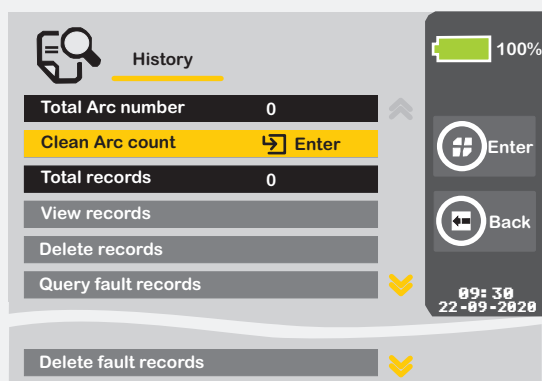 History
100%
Total Arc number 0
Clean Arc count Enter
Total records 0
View records
Delete records
Query fault records
Delete fault records
Enter
Back
09:30
22-09-2020